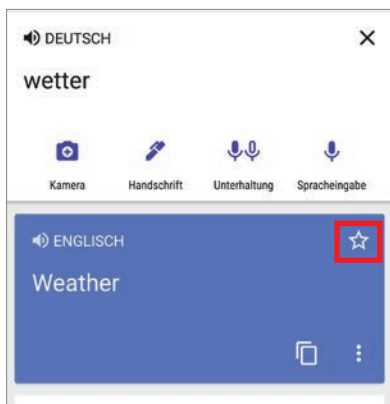 DEUTSCH
wetter
Kamera Handschrift Unterhaltung Spracheingabe
ENGLISCH
Weather